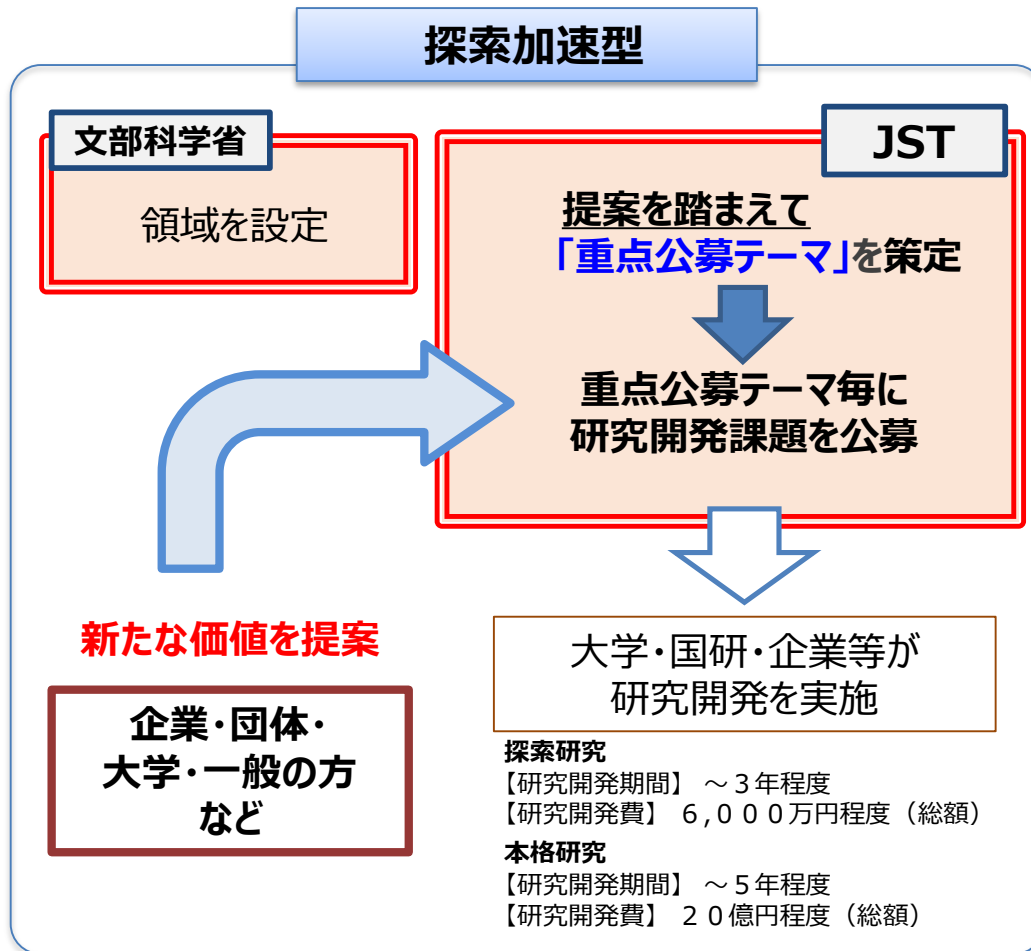 探索加速型
文部科学省
領域を設定
JST
提案を踏まえて
「重点公募テーマ」を策定
重点公募テーマ毎に
研究開発課題を公募
新たな価値を提案
企業・団体・
大学・一般の方
など
大学・国研・企業等が
研究開発を実施
探索研究
【研究開発期間】 ～３年程度
【研究開発費】 ６,０００万円程度（総額）
本格研究
【研究開発期間】 ～５年程度
【研究開発費】 ２０億円程度（総額）